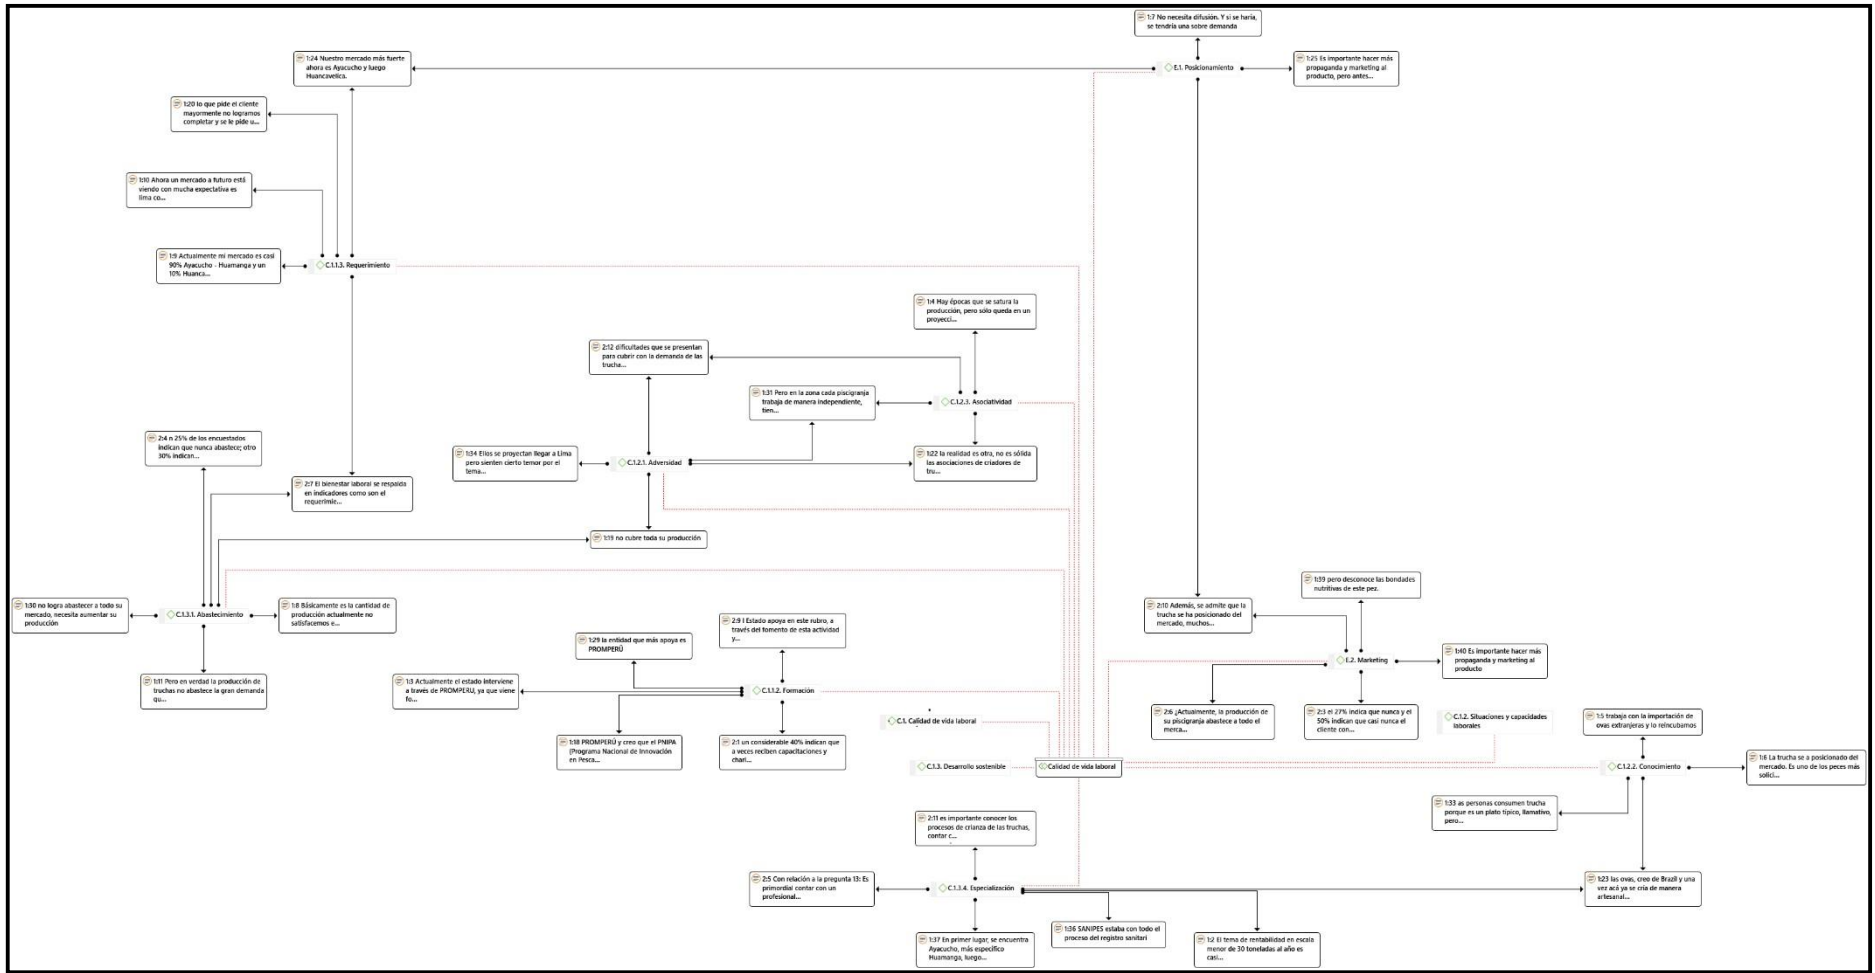 1:7 No necesita difusión. Y si se haría,
se tendría una sobre demanda
1:24 Nuestro mercado más fuerte
ahora es Ayacucho y luego
Huancavelica.
E.1. Posicionamiento
1:25 Es importante hacer más
propaganda y marketing al
producto, pero antes...
1:20 lo que pide el cliente
mayormente no logramos
completar y se le pide u...
1:10 Ahora un mercado a futuro está
viendo con mucha expectativa es
lima co...
1:9 Actualmente mi mercado es casi
90% Ayacucho - Huamanga y un
10% Huanca...
C.1.1.3. Requerimiento
1:4 Hay épocas que se satura la
producción, pero sólo queda en un
proyecci...
2:12 dificultades que se presentan
para cubrir con la demanda de las
trucha...
1:31 Pero en la zona cada piscigranja
trabaja de manera independiente,
tien...
C.1.2.3. Asociatividad
2:4 n 25% de los encuestados
indican que nunca abastece; otro
30% indican...
1:34 Ellos se proyectan llegar a Lima
pero sienten cierto temor por el
tema...
C.1.2.1. Adversidad
1:22 la realidad es otra, no es sólida
las asociaciones de criadores de
tru...
2:7 El bienestar laboral se respalda
en indicadores como son el
requerimie...
1:19 no cubre toda su producción
1:30 no logra abastecer a todo su
mercado, necesita aumentar su
producción
C.1.3.1. Abastecimiento
1:8 Básicamente es la cantidad de
producción actualmente no
satisfacemos e...
1:11 Pero en verdad la producción de
truchas no abastece la gran demanda
qu...
2:9 l Estado apoya en este rubro, a
través del fomento de esta actividad
y...
1:29 la entidad que más apoya es
PROMPERÚ
1:3 Actualmente el estado interviene
a través de PROMPERU, ya que viene
fo...
C.1.1.2. Formación
1:18 PROMPERÚ y creo que el PNIPA
(Programa Nacional de Innovación
en Pesca...
2:1 un considerable 40% indican que
a veces reciben capacitaciones y
charl...
1:39 pero desconoce las bondades
nutritivas de este pez.
2:10 Además, se admite que la
trucha se ha posicionado del
mercado, muchos...
E.2. Marketing
1:40 Es importante hacer más
propaganda y marketing al
producto
2:6 ¿Actualmente, la producción de
su piscigranja abastece a todo el
merca...
2:3 el 27% indica que nunca y el
50% indican que casi nunca el
cliente con...
C.1. Calidad de vida laboral
C.1.2. Situaciones y capacidades
laborales
1:5 trabaja con la importación de
ovas extranjeras y lo reincubamos
C.1.3. Desarrollo sostenible
Calidad de vida laboral
C.1.2.2. Conocimiento
1:6 La trucha se a posicionado del
mercado. Es uno de los peces más
solici...
1:33 as personas consumen trucha
porque es un plato típico, llamativo,
pero...
2:11 es importante conocer los
procesos de crianza de las truchas,
contar c...
2:5 Con relación a la pregunta 13: Es
primordial contar con un
profesional...
C.1.3.4. Especialización
1:23 las ovas, creo de Brazil y una
vez acá ya se cría de manera
artesanal...
1:37 En primer lugar, se encuentra
Ayacucho, más específico
Huamanga, luego...
1:36 SANIPES estaba con todo el
proceso del registro sanitari
1:2 El tema de rentabilidad en escala
menor de 30 toneladas al año es
casi...